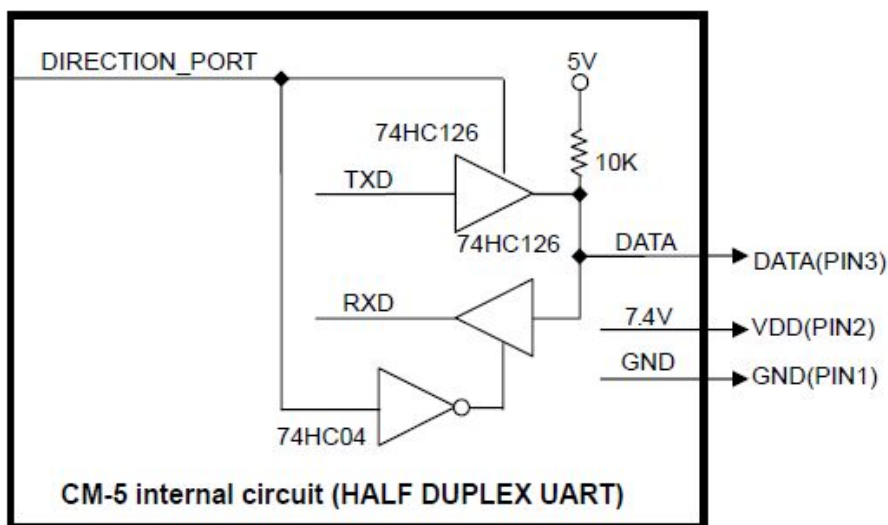 DIRECTION_PORT
5V
74HC126
10K
TXD
74HC126
DATA
DATA(PIN3)
RXD
7.4V
VDD(PIN2)
GND
GND(PIN1)
74HC04
CM-5 internal circuit (HALF DUPLEX UART)